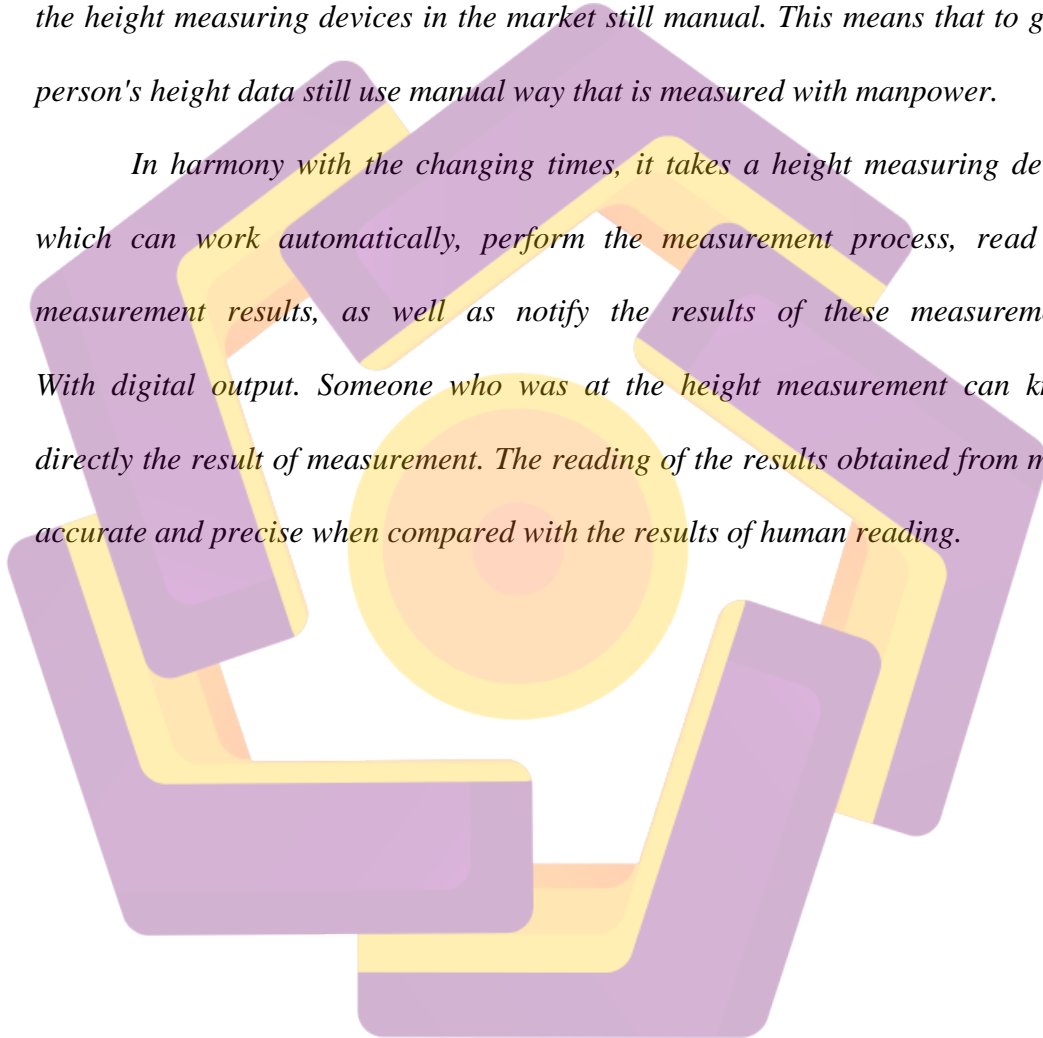 the height measuring devices in the market still manual. This means that to g
person's height data still use manual way that is measured with manpower.
In harmony with the changing times, it takes a height measuring de
which can work automatically, perform the measurement process, read
measurement results, as well as notify the results of these measurem
With digital output. Someone who was at the height measurement can k
directly the result of measurement. The reading of the results obtained from m
accurate and precise when compared with the results of human reading.